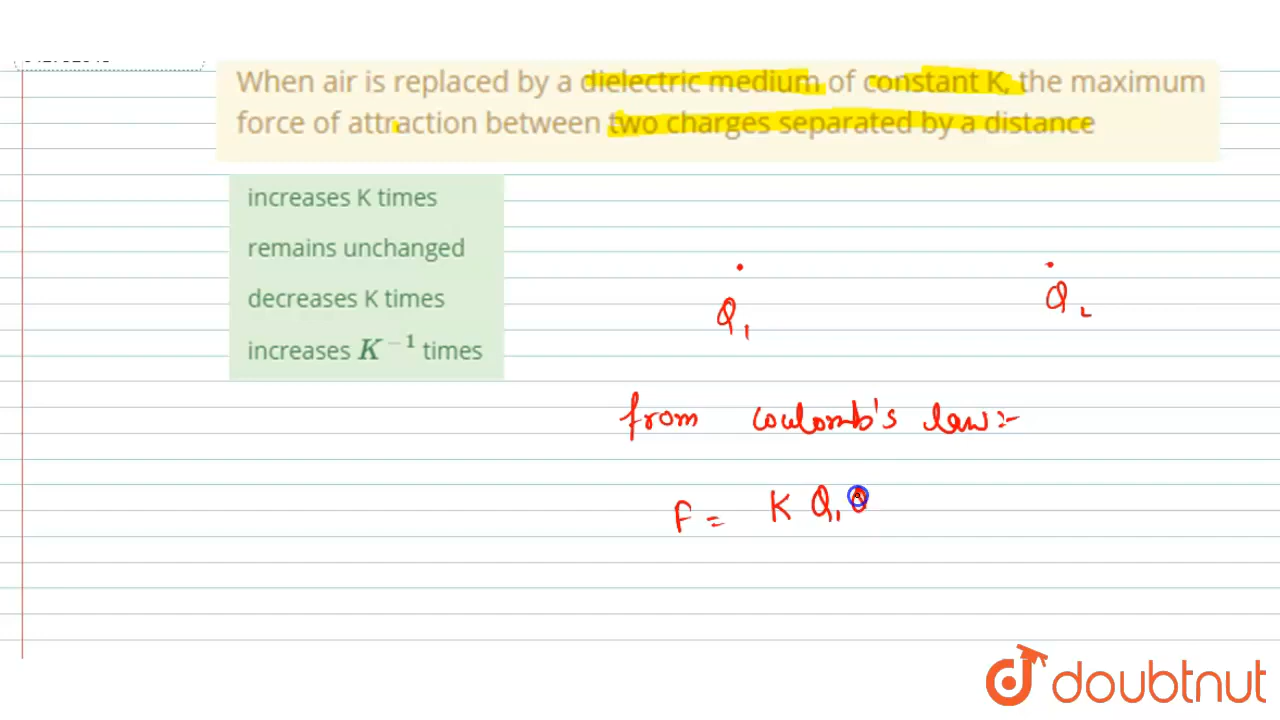 When air is replaced by a dielectric medium of constant K, the maximum
force of attraction between two charges separated by a distance
increases K times
remains unchanged
decreases K times
increases K⁻¹ times
Q₁
Q₂
from coulomb's law:-
F = K Q₁Q
doubtnut